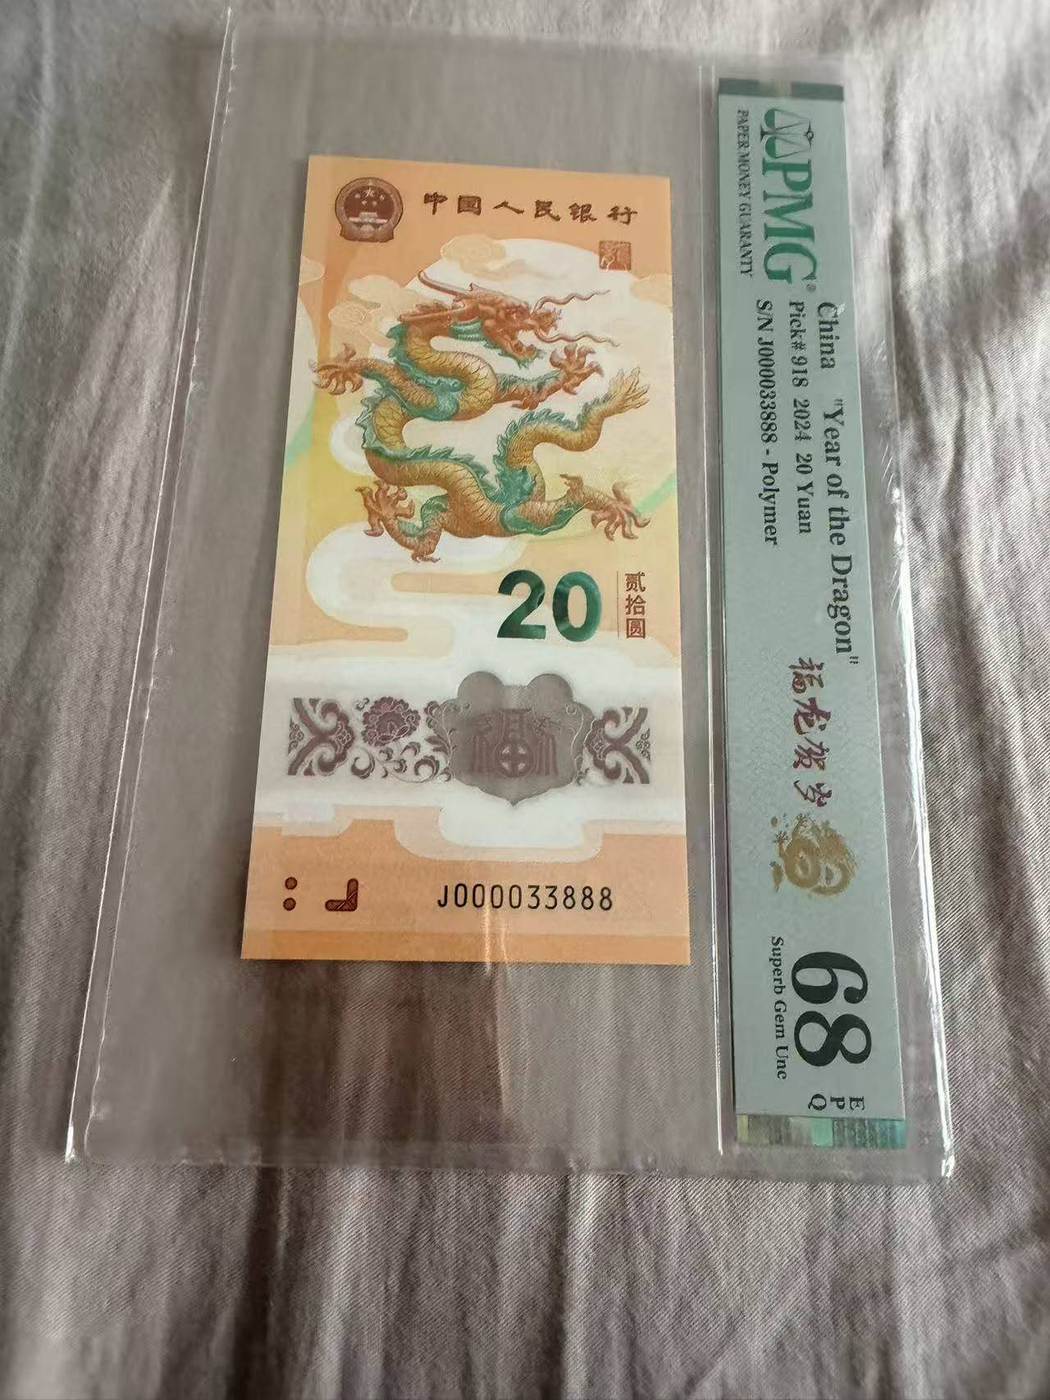 中国人民银行
20
贰拾圆
J000033888
PMG®
PAPER MONEY GUARANTY
China "Year of the Dragon"
Pick# 918 2024 20 Yuan
S/N J000033888 - Polymer
福龙贺岁
68
EPQ
Superb Gem Unc